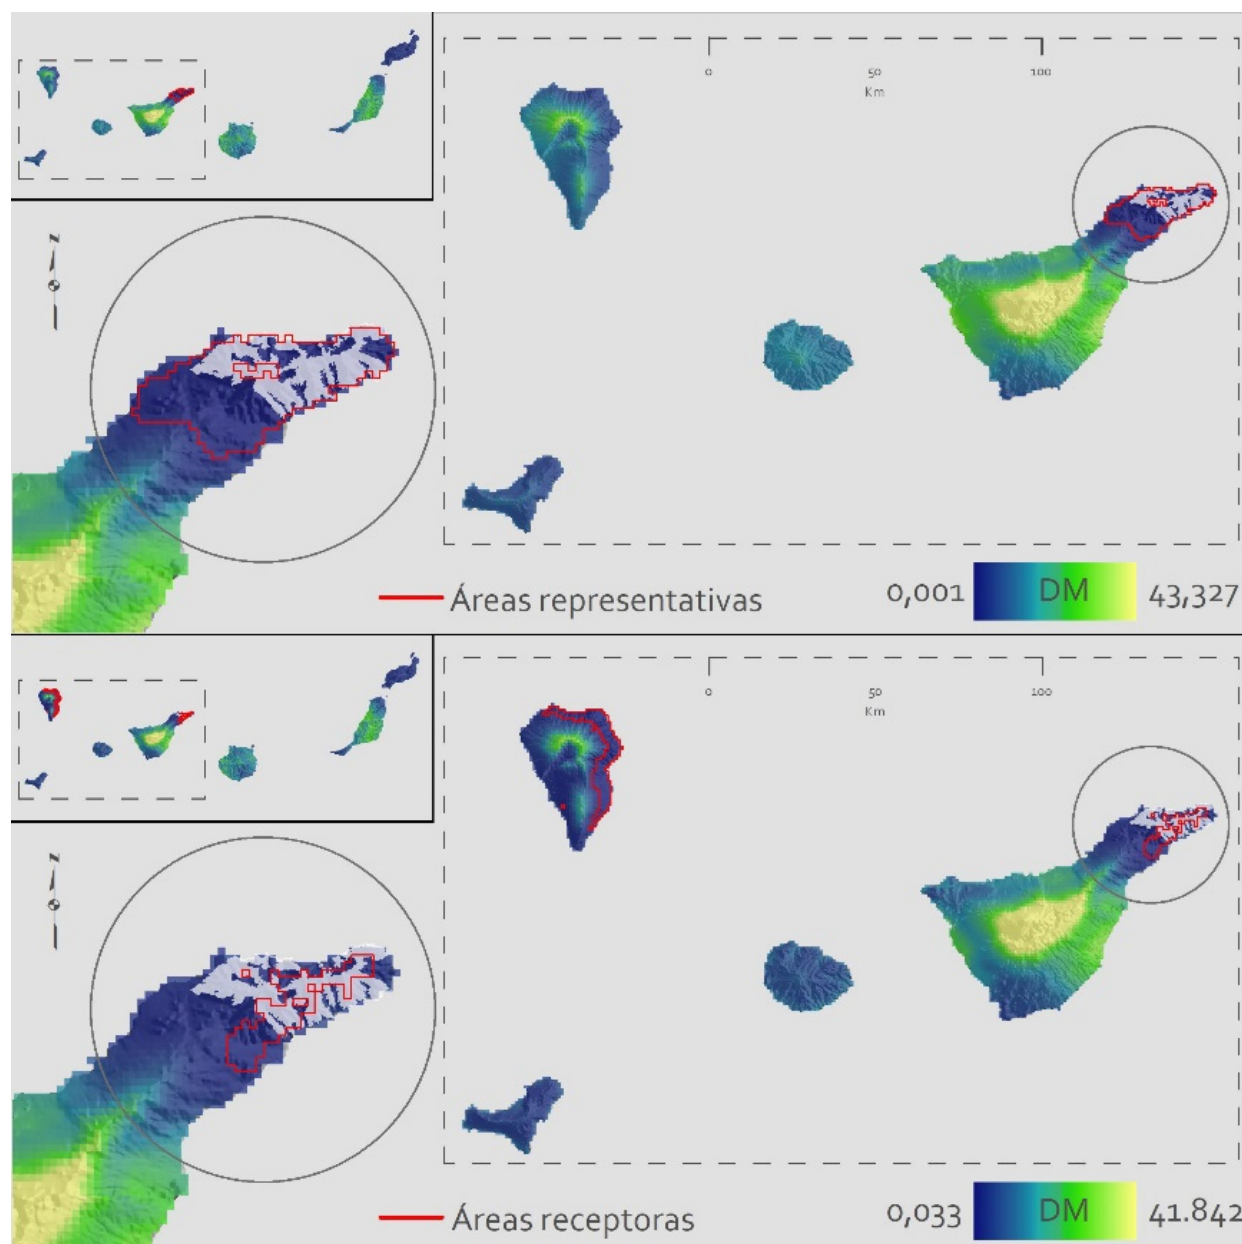 0 50 100
Km
N
Áreas representativas
0,001 DM 43,327
0 50 100
Km
N
Áreas receptoras
0,033 DM 41.842